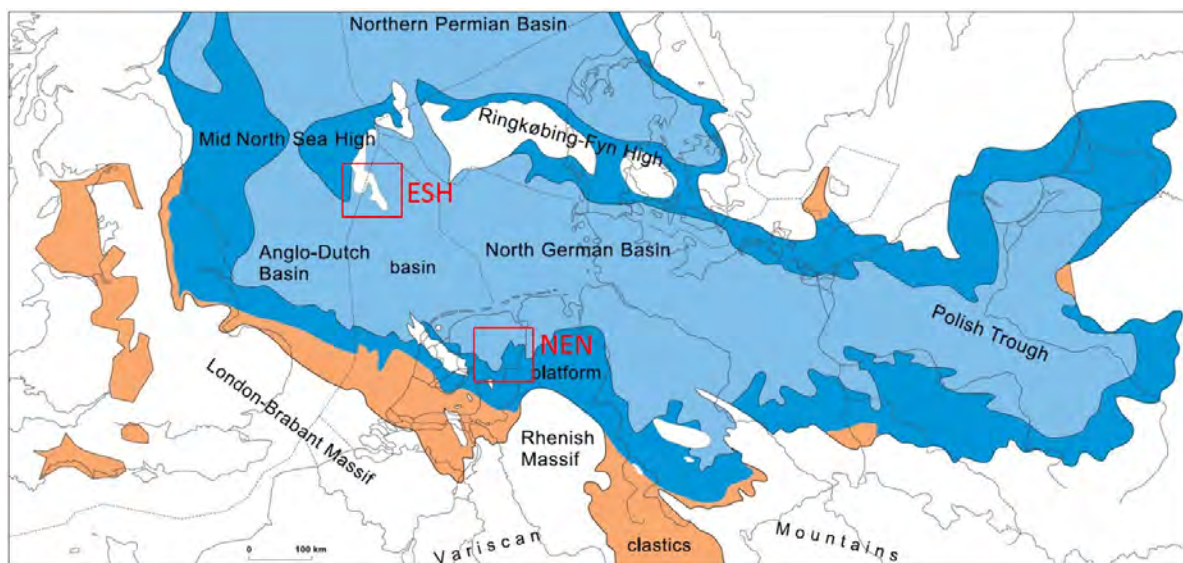 Northern Permian Basin
Mid North Sea High
Ringkøbing-Fyn High
ESH
Anglo-Dutch
Basin
basin
North German Basin
Polish Trough
NEN
platform
London-Brabant Massif
Rhenish
Massif
0 100 km
Variscan
Mountains
clastics